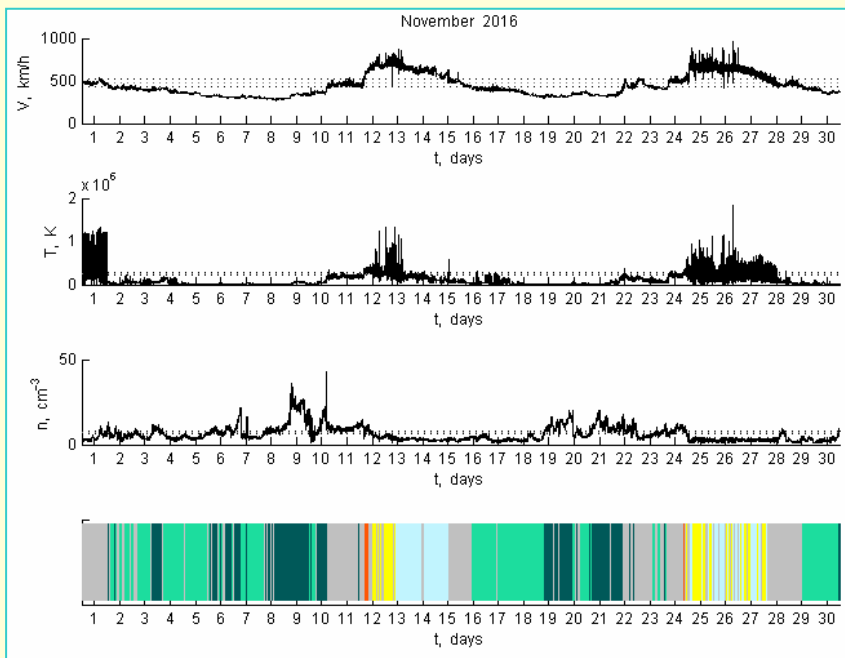 November 2016
1000
500
0
V, km/h
1 2 3 4 5 6 7 8 9 10 11 12 13 14 15 16 17 18 19 20 21 22 23 24 25 26 27 28 29 30
t, days
x 10^6
2
1
0
T, K
1 2 3 4 5 6 7 8 9 10 11 12 13 14 15 16 17 18 19 20 21 22 23 24 25 26 27 28 29 30
t, days
50
0
n, cm^-3
1 2 3 4 5 6 7 8 9 10 11 12 13 14 15 16 17 18 19 20 21 22 23 24 25 26 27 28 29 30
t, days
1 2 3 4 5 6 7 8 9 10 11 12 13 14 15 16 17 18 19 20 21 22 23 24 25 26 27 28 29 30
t, days